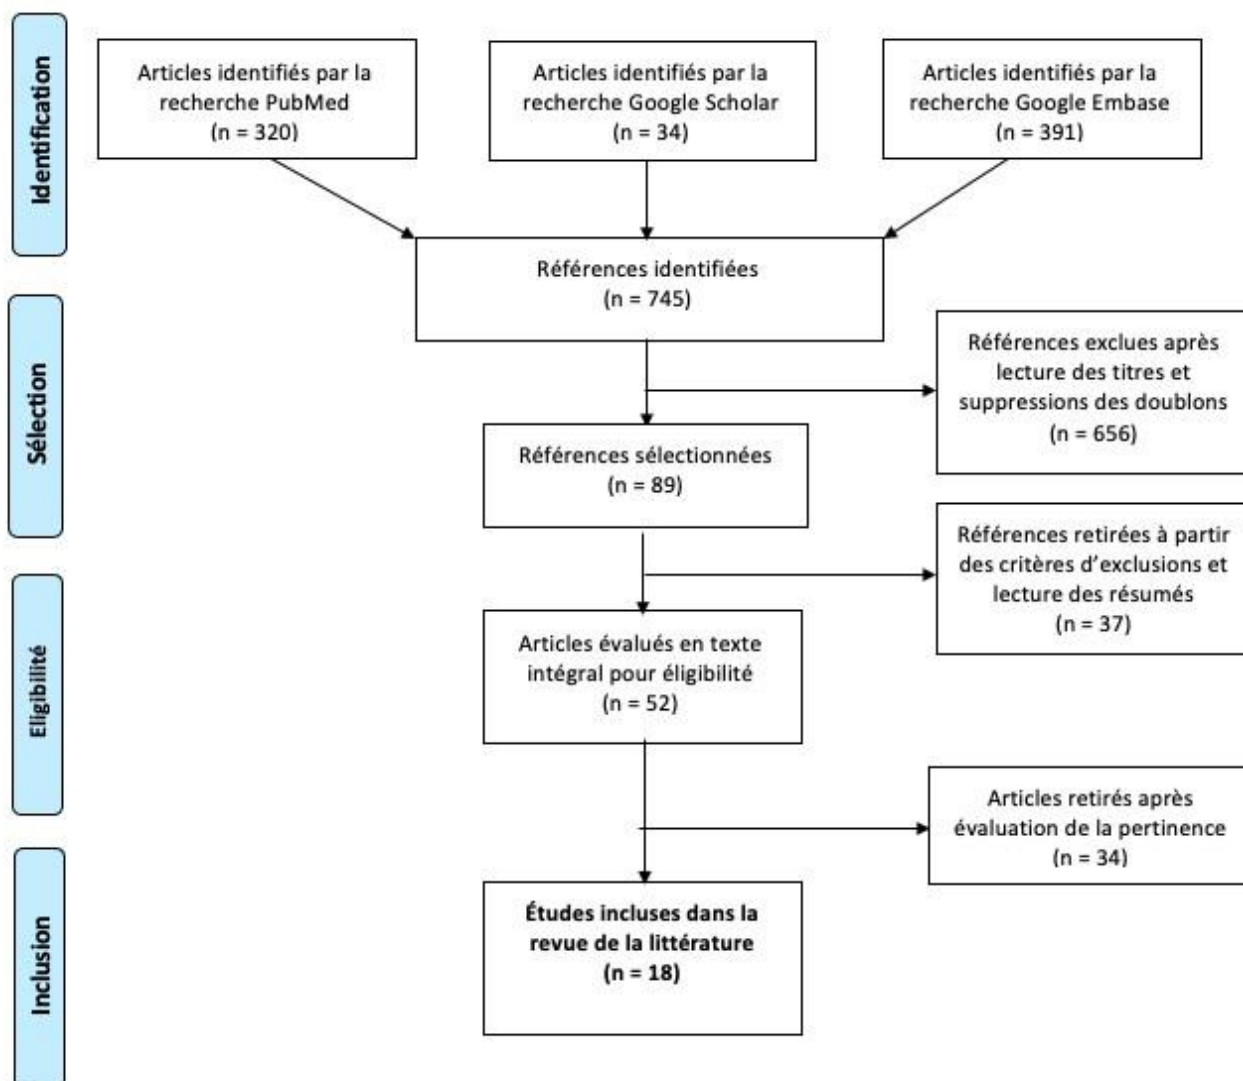 Identification
Articles identifiés par la
recherche PubMed
(n = 320)
Articles identifiés par la
recherche Google Scholar
(n = 34)
Articles identifiés par la
recherche Google Embase
(n = 391)
Références identifiées
(n = 745)
Sélection
Références exclues après
lecture des titres et
suppressions des doublons
(n = 656)
Références sélectionnées
(n = 89)
Références retirées à partir
des critères d’exclusions et
lecture des résumés
(n = 37)
Eligibilité
Articles évalués en texte
intégral pour éligibilité
(n = 52)
Articles retirés après
évaluation de la pertinence
(n = 34)
Inclusion
Études incluses dans la
revue de la littérature
(n = 18)